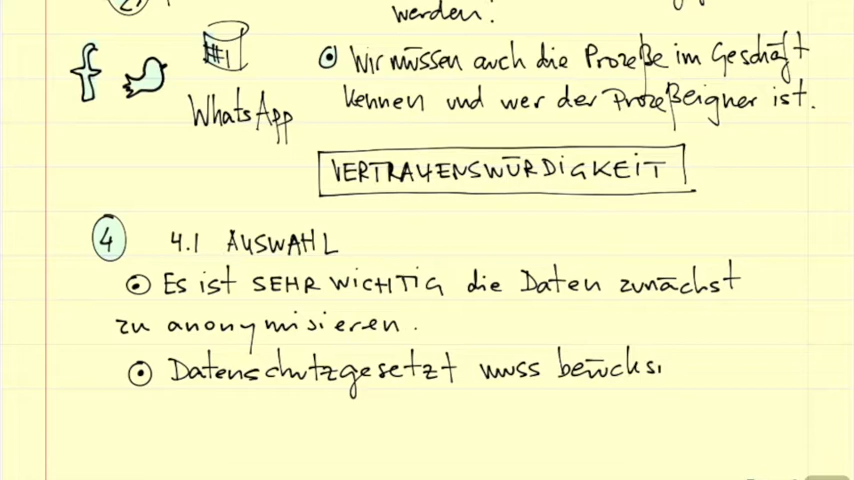 werden.
#1
WhatsApp
⊙ Wir müssen auch die Prozeße im Geschäft
kennen und wer der Prozeßeigner ist.
VERTRAUENSWÜRDIGKEIT
4 4.1 AUSWAHL
⊙ Es ist SEHR WICHTIG die Daten zunächst
zu anonymisieren.
⊙ Datenschutzgesetzt muss berücksi